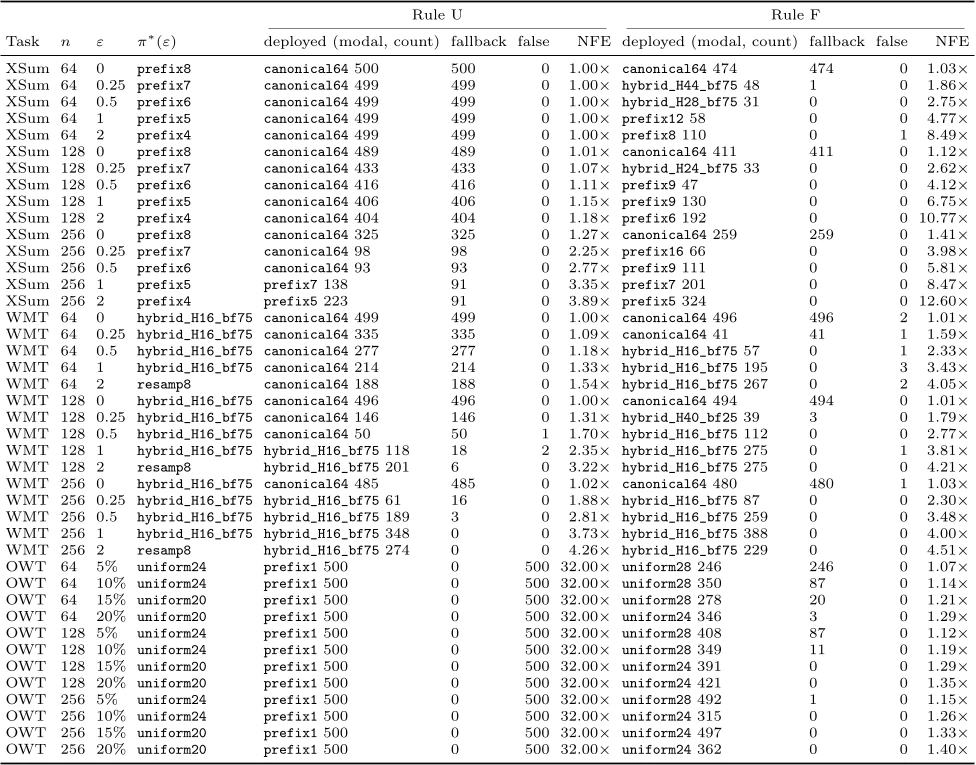 Rule U Rule F
Task n ε π*(ε) deployed (modal, count) fallback false NFE deployed (modal, count) fallback false NFE
XSum 64 0 prefix8 canonical64 500 500 0 1.00× canonical64 474 474 0 1.03×
XSum 64 0.25 prefix7 canonical64 499 499 0 1.00× hybrid_H44_bf75 48 1 0 1.86×
XSum 64 0.5 prefix6 canonical64 499 499 0 1.00× hybrid_H28_bf75 31 0 0 2.75×
XSum 64 1 prefix5 canonical64 499 499 0 1.00× prefix12 58 0 0 4.77×
XSum 64 2 prefix4 canonical64 499 499 0 1.00× prefix8 110 0 1 8.49×
XSum 128 0 prefix8 canonical64 489 489 0 1.01× canonical64 411 411 0 1.12×
XSum 128 0.25 prefix7 canonical64 433 433 0 1.07× hybrid_H24_bf75 33 0 0 2.62×
XSum 128 0.5 prefix6 canonical64 416 416 0 1.11× prefix9 47 0 0 4.12×
XSum 128 1 prefix5 canonical64 406 406 0 1.15× prefix9 130 0 0 6.75×
XSum 128 2 prefix4 canonical64 404 404 0 1.18× prefix6 192 0 0 10.77×
XSum 256 0 prefix8 canonical64 325 325 0 1.27× canonical64 259 259 0 1.41×
XSum 256 0.25 prefix7 canonical64 98 98 0 2.25× prefix16 66 0 0 3.98×
XSum 256 0.5 prefix6 canonical64 93 93 0 2.77× prefix9 111 0 0 5.81×
XSum 256 1 prefix5 prefix7 138 91 0 3.35× prefix7 201 0 0 8.47×
XSum 256 2 prefix4 prefix5 223 91 0 3.89× prefix5 324 0 0 12.60×
WMT 64 0 hybrid_H16_bf75 canonical64 499 499 0 1.00× canonical64 496 496 2 1.01×
WMT 64 0.25 hybrid_H16_bf75 canonical64 335 335 0 1.09× canonical64 41 41 1 1.59×
WMT 64 0.5 hybrid_H16_bf75 canonical64 277 277 0 1.18× hybrid_H16_bf75 57 0 1 2.33×
WMT 64 1 hybrid_H16_bf75 canonical64 214 214 0 1.33× hybrid_H16_bf75 195 0 3 3.43×
WMT 64 2 resamp8 canonical64 188 188 0 1.54× hybrid_H16_bf75 267 0 2 4.05×
WMT 128 0 hybrid_H16_bf75 canonical64 496 496 0 1.00× canonical64 494 494 0 1.01×
WMT 128 0.25 hybrid_H16_bf75 canonical64 146 146 0 1.31× hybrid_H40_bf25 39 3 0 1.79×
WMT 128 0.5 hybrid_H16_bf75 canonical64 50 50 1 1.70× hybrid_H16_bf75 112 0 0 2.77×
WMT 128 1 hybrid_H16_bf75 hybrid_H16_bf75 118 18 2 2.35× hybrid_H16_bf75 275 0 1 3.81×
WMT 128 2 resamp8 hybrid_H16_bf75 201 6 0 3.22× hybrid_H16_bf75 275 0 0 4.21×
WMT 256 0 hybrid_H16_bf75 canonical64 485 485 0 1.02× canonical64 480 480 1 1.03×
WMT 256 0.25 hybrid_H16_bf75 hybrid_H16_bf75 61 16 0 1.88× hybrid_H16_bf75 87 0 0 2.30×
WMT 256 0.5 hybrid_H16_bf75 hybrid_H16_bf75 189 3 0 2.81× hybrid_H16_bf75 259 0 0 3.48×
WMT 256 1 hybrid_H16_bf75 hybrid_H16_bf75 348 0 0 3.73× hybrid_H16_bf75 388 0 0 4.00×
WMT 256 2 resamp8 hybrid_H16_bf75 274 0 0 4.26× hybrid_H16_bf75 229 0 0 4.51×
OWT 64 5% uniform24 prefix1 500 0 500 32.00× uniform28 246 246 0 1.07×
OWT 64 10% uniform24 prefix1 500 0 500 32.00× uniform28 350 87 0 1.14×
OWT 64 15% uniform20 prefix1 500 0 500 32.00× uniform28 278 20 0 1.21×
OWT 64 20% uniform20 prefix1 500 0 500 32.00× uniform24 346 3 0 1.29×
OWT 128 5% uniform24 prefix1 500 0 500 32.00× uniform28 408 87 0 1.12×
OWT 128 10% uniform24 prefix1 500 0 500 32.00× uniform28 349 11 0 1.19×
OWT 128 15% uniform20 prefix1 500 0 500 32.00× uniform24 391 0 0 1.29×
OWT 128 20% uniform20 prefix1 500 0 500 32.00× uniform24 421 0 0 1.35×
OWT 256 5% uniform24 prefix1 500 0 500 32.00× uniform28 492 1 0 1.15×
OWT 256 10% uniform24 prefix1 500 0 500 32.00× uniform24 315 0 0 1.26×
OWT 256 15% uniform20 prefix1 500 0 500 32.00× uniform24 497 0 0 1.33×
OWT 256 20% uniform20 prefix1 500 0 500 32.00× uniform24 362 0 0 1.40×